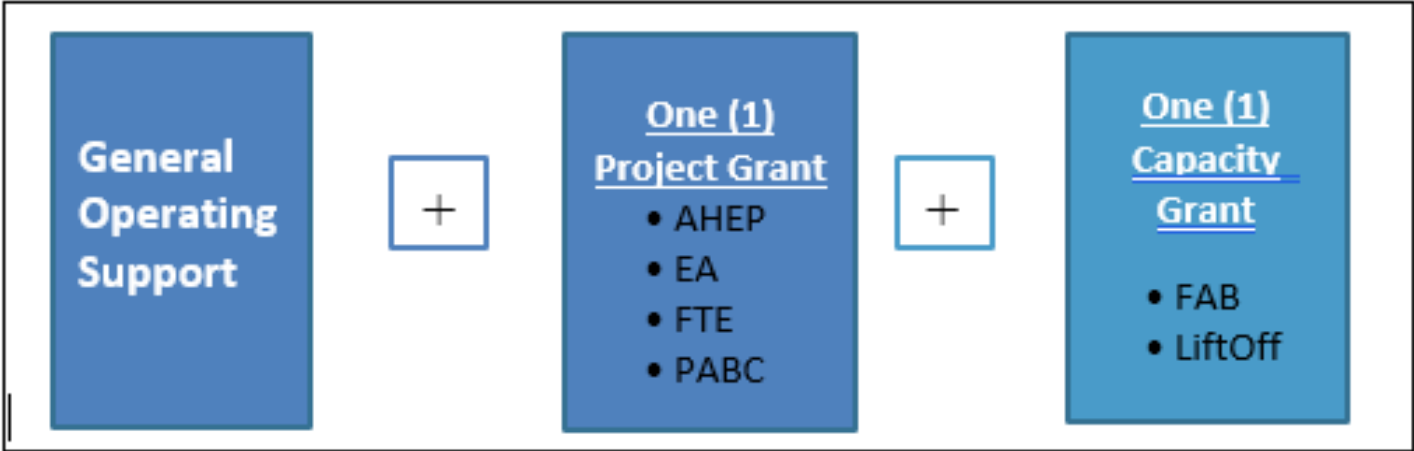 General
Operating
Support
+
One (1)
Project Grant
• AHEP
• EA
• FTE
• PABC
+
One (1)
Capacity
Grant
• FAB
• LiftOff